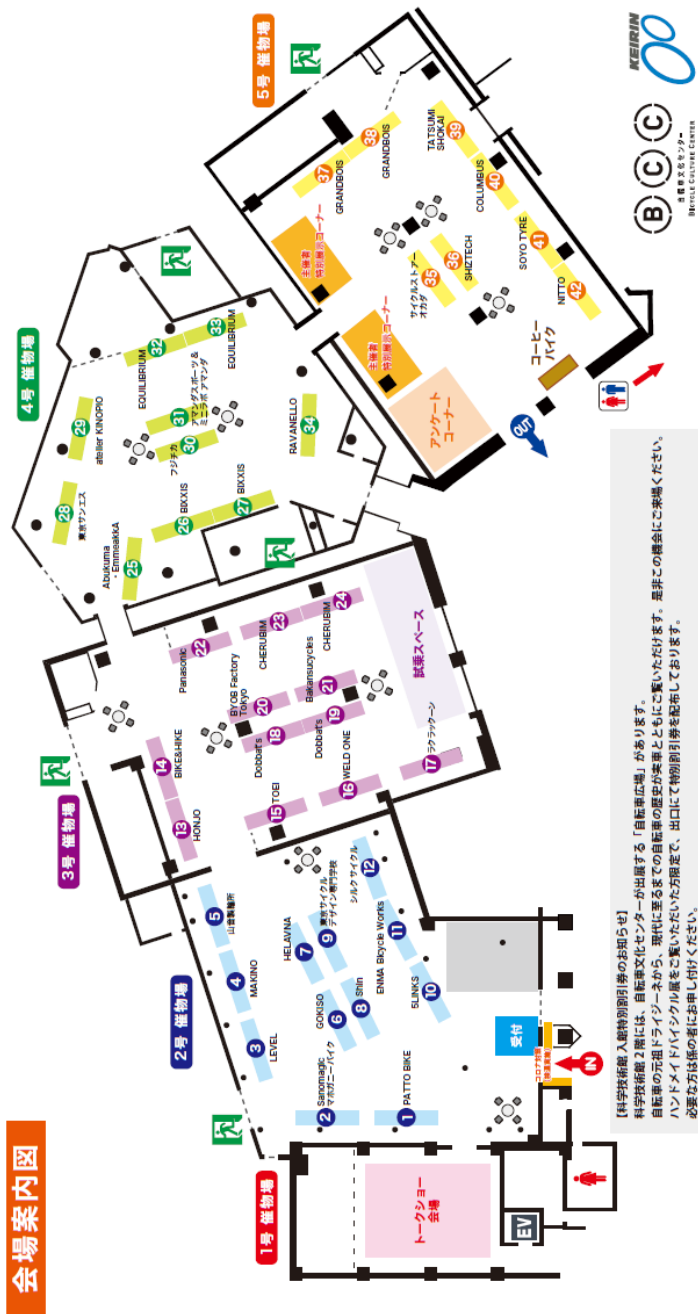 会場案内図
1号 催物場
トークショー
会場
EV
2号 催物場
1 PATTO BIKE
2 Sanomagic
マホガニーバイク
3 LEVEL
4 MAKINO
5 山音製輪所
6 GOKISO
7 HELAVNA
8 Shin
9 東京サイクル
デザイン専門学校
10 5LINKS
11 ENMA Bicycle Works
12 シルクサイクル
受付
コロナ対策
IN
3号 催物場
13 HONJO
14 BIKE&HIKE
15 TOEI
16 WELD ONE
17 ラクラッターン
18 Dobbat's
19 Dobbat's
20 BYOB Factory
Tokyo
21 Bakansucycles
22 Panasonic
23 CHERUBIM
24 CHERUBIM
試乗スペース
4号 催物場
25 Abukuma
・EmmeakkA
26 BIXXIS
27 BIXXIS
28 東京サンエス
29 atelier KINOPIO
30 フジチカ
31 アマンダスポーツ &
ミニラボ アマンダ
32 EQUILIBRIUM
33 EQUILIBRIUM
34 RAVANELLO
5号 催物場
主催者
特別展示コーナー
主催者
特別展示コーナー
アンケート
コーナー
35 サイクルストアー
オカダ
36 SHIZTECH
37 GRANDBOIS
38 GRANDBOIS
39 TATSUMI
SHOKAI
40 COLUMBUS
41 SOYO TYRE
42 NITTO
コーヒー
バイク
OUT
【科学技術館 入館特別割引券のお知らせ】
科学技術館 2階には、自転車文化センターが出展する「自転車広場」があります。
自転車の元祖ドライジーネから、現代に至るまでの自転車の歴史が実車とともにご覧いただけます。是非この機会にご来場ください。
ハンドメイドバイシクル展をご覧いただいた方限定で、出口にて特別割引券を配布しております。
必要な方は係の者にお申し付けください。
BCC
自転車文化センター
BICYCLE CULTURE CENTER
KEIRIN